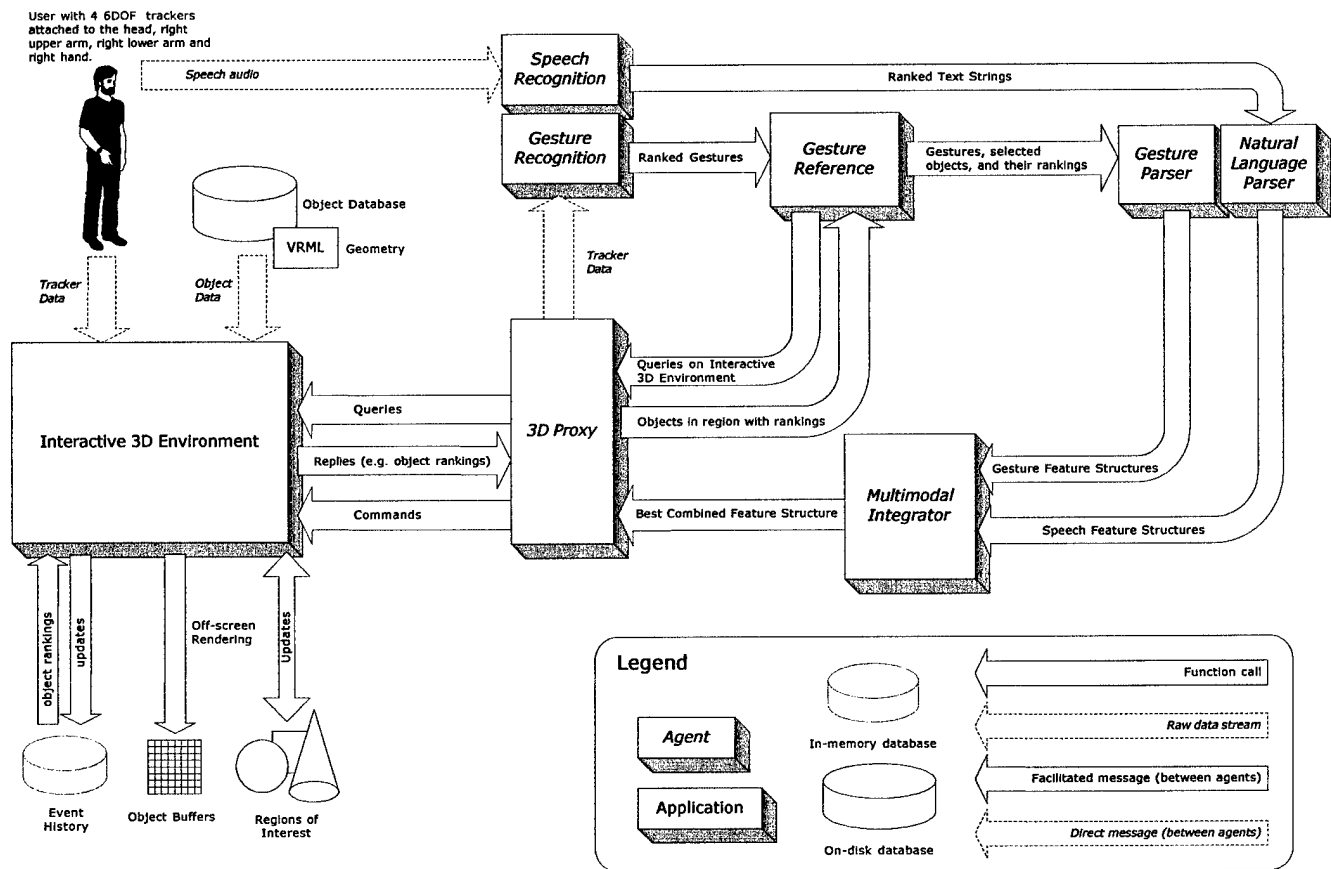 User with 4 6DOF trackers
attached to the head, right
upper arm, right lower arm and
right hand.
Speech audio
Speech
Recognition
Ranked Text Strings
Gesture
Recognition
Ranked Gestures
Gesture
Reference
Gestures, selected
objects, and their rankings
Gesture
Parser
Natural
Language
Parser
Object Database
VRML
Geometry
Tracker
Data
Object
Data
Tracker
Data
Interactive 3D Environment
Queries
Replies (e.g. object rankings)
Commands
3D Proxy
Queries on Interactive
3D Environment
Objects in region with rankings
Best Combined Feature Structure
Multimodal
Integrator
Gesture Feature Structures
Speech Feature Structures
object rankings
updates
Off-screen
Rendering
Updates
Event
History
Object Buffers
Regions of
Interest
Legend
Agent
Application
In-memory database
On-disk database
Function call
Raw data stream
Facilitated message (between agents)
Direct message (between agents)